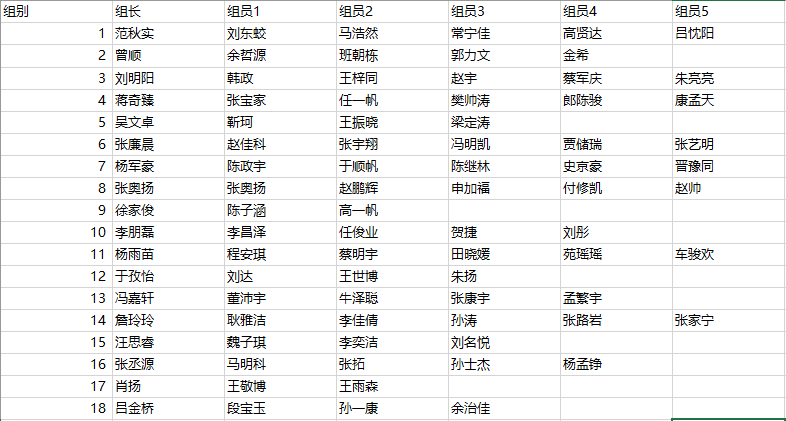 组别 组长 组员1 组员2 组员3 组员4 组员5
1 范秋实 刘东蛟 马浩然 常宁佳 高贤达 吕忱阳
2 曾顺 余哲源 班朝栋 郭力文 金希
3 刘明阳 韩政 王梓同 赵宇 蔡军庆 朱亮亮
4 蒋奇臻 张宝家 任一帆 樊帅涛 郎陈骏 康孟天
5 吴文卓 靳珂 王振晓 梁定涛
6 张廉晨 赵佳科 张宇翔 冯明凯 贾储瑞 张艺明
7 杨军豪 陈政宇 于顺帆 陈继林 史京豪 晋豫同
8 张奥扬 张奥扬 赵鹏辉 申加福 付修凯 赵帅
9 徐家俊 陈子涵 高一帆
10 李朋磊 李昌泽 任俊业 贺捷 刘彤
11 杨雨苗 程安琪 蔡明宇 田晓嫒 苑瑶瑶 车骏欢
12 于孜怡 刘达 王世博 朱扬
13 冯嘉轩 董沛宇 牛泽聪 张康宇 孟繁宇
14 詹玲玲 耿雅洁 李佳倩 孙涛 张路岩 张家宁
15 汪思睿 魏子琪 李奕洁 刘名悦
16 张丞源 马明科 张拓 孙士杰 杨孟铮
17 肖扬 王敬博 王雨森
18 吕金桥 段宝玉 孙一康 余治佳